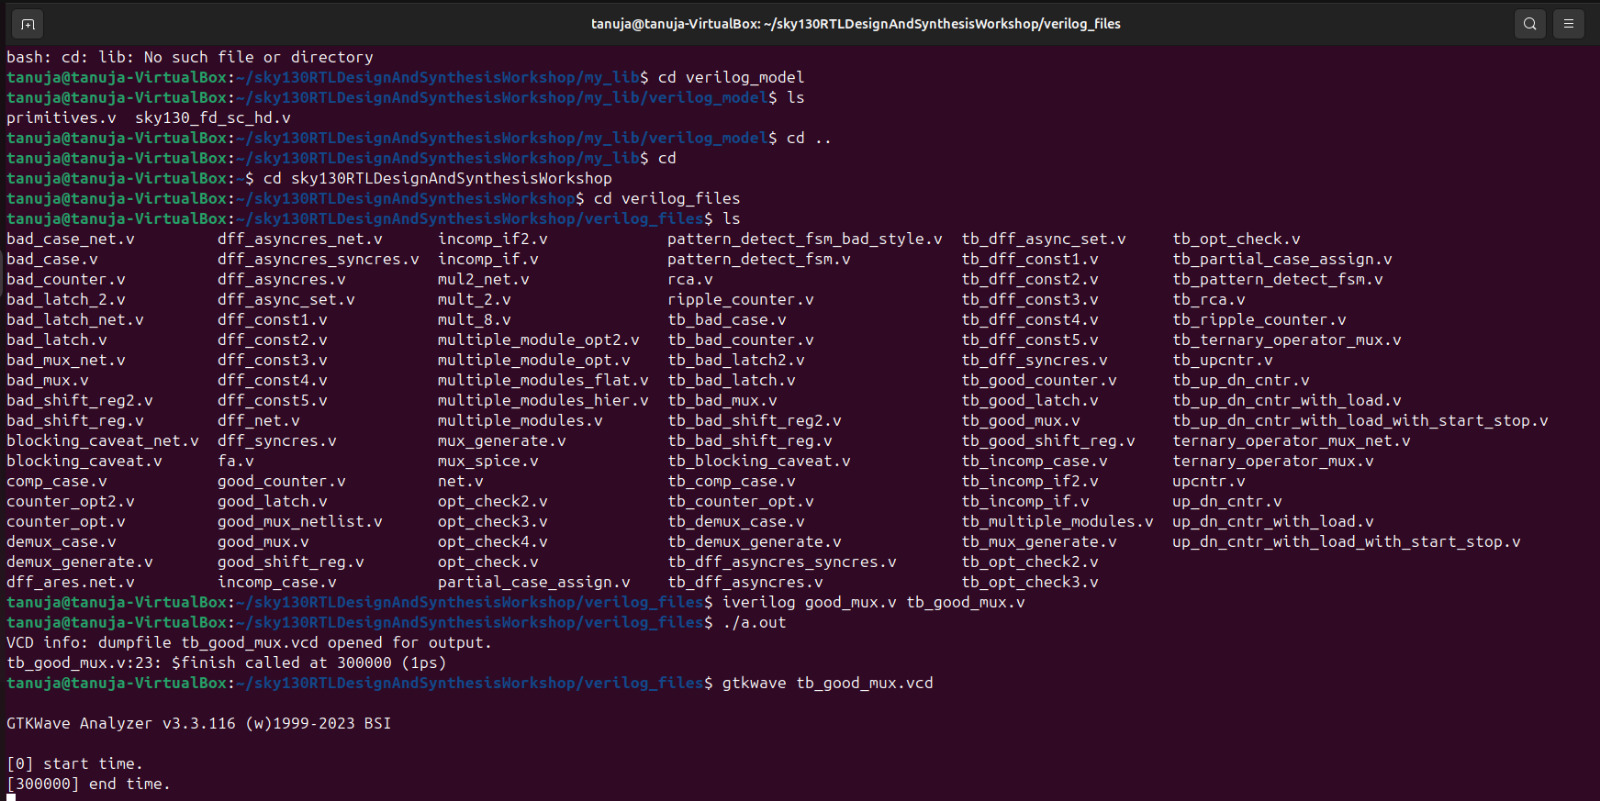 tanuja@tanuja-VirtualBox: ~/sky130RTLDesignAndSynthesisWorkshop/verilog_files
bash: cd: lib: No such file or directory
tanuja@tanuja-VirtualBox:~/sky130RTLDesignAndSynthesisWorkshop/my_lib$ cd verilog_model
tanuja@tanuja-VirtualBox:~/sky130RTLDesignAndSynthesisWorkshop/my_lib/verilog_model$ ls
primitives.v  sky130_fd_sc_hd.v
tanuja@tanuja-VirtualBox:~/sky130RTLDesignAndSynthesisWorkshop/my_lib/verilog_model$ cd ..
tanuja@tanuja-VirtualBox:~/sky130RTLDesignAndSynthesisWorkshop/my_lib$ cd
tanuja@tanuja-VirtualBox:~$ cd sky130RTLDesignAndSynthesisWorkshop
tanuja@tanuja-VirtualBox:~/sky130RTLDesignAndSynthesisWorkshop$ cd verilog_files
tanuja@tanuja-VirtualBox:~/sky130RTLDesignAndSynthesisWorkshop/verilog_files$ ls
bad_case_net.v  dff_asyncres_net.v  incomp_if2.v  pattern_detect_fsm_bad_style.v  tb_dff_async_set.v  tb_opt_check.v
bad_case.v  dff_asyncres_syncres.v  incomp_if.v  pattern_detect_fsm.v  tb_dff_const1.v  tb_partial_case_assign.v
bad_counter.v  dff_asyncres.v  mul2_net.v  rca.v  tb_dff_const2.v  tb_pattern_detect_fsm.v
bad_latch_2.v  dff_async_set.v  mult_2.v  ripple_counter.v  tb_dff_const3.v  tb_rca.v
bad_latch_net.v  dff_const1.v  mult_8.v  tb_bad_case.v  tb_dff_const4.v  tb_ripple_counter.v
bad_latch.v  dff_const2.v  multiple_module_opt2.v  tb_bad_counter.v  tb_dff_const5.v  tb_ternary_operator_mux.v
bad_mux_net.v  dff_const3.v  multiple_module_opt.v  tb_bad_latch2.v  tb_dff_syncres.v  tb_upcntr.v
bad_mux.v  dff_const4.v  multiple_modules_flat.v  tb_bad_latch.v  tb_good_counter.v  tb_up_dn_cntr.v
bad_shift_reg2.v  dff_const5.v  multiple_modules_hier.v  tb_bad_mux.v  tb_good_latch.v  tb_up_dn_cntr_with_load.v
bad_shift_reg.v  dff_net.v  multiple_modules.v  tb_bad_shift_reg2.v  tb_good_mux.v  tb_up_dn_cntr_with_load_with_start_stop.v
blocking_caveat_net.v  dff_syncres.v  mux_generate.v  tb_bad_shift_reg.v  tb_good_shift_reg.v  ternary_operator_mux_net.v
blocking_caveat.v  fa.v  mux_spice.v  tb_blocking_caveat.v  tb_incomp_case.v  ternary_operator_mux.v
comp_case.v  good_counter.v  net.v  tb_comp_case.v  tb_incomp_if2.v  upcntr.v
counter_opt2.v  good_latch.v  opt_check2.v  tb_counter_opt.v  tb_incomp_if.v  up_dn_cntr.v
counter_opt.v  good_mux_netlist.v  opt_check3.v  tb_demux_case.v  tb_multiple_modules.v  up_dn_cntr_with_load.v
demux_case.v  good_mux.v  opt_check4.v  tb_demux_generate.v  tb_mux_generate.v  up_dn_cntr_with_load_with_start_stop.v
demux_generate.v  good_shift_reg.v  opt_check.v  tb_dff_asyncres_syncres.v  tb_opt_check2.v
dff_ares.net.v  incomp_case.v  partial_case_assign.v  tb_dff_asyncres.v  tb_opt_check3.v
tanuja@tanuja-VirtualBox:~/sky130RTLDesignAndSynthesisWorkshop/verilog_files$ iverilog good_mux.v tb_good_mux.v
tanuja@tanuja-VirtualBox:~/sky130RTLDesignAndSynthesisWorkshop/verilog_files$ ./a.out
VCD info: dumpfile tb_good_mux.vcd opened for output.
tb_good_mux.v:23: $finish called at 300000 (1ps)
tanuja@tanuja-VirtualBox:~/sky130RTLDesignAndSynthesisWorkshop/verilog_files$ gtkwave tb_good_mux.vcd
GTKWave Analyzer v3.3.116 (w)1999-2023 BSI
[0] start time.
[300000] end time.